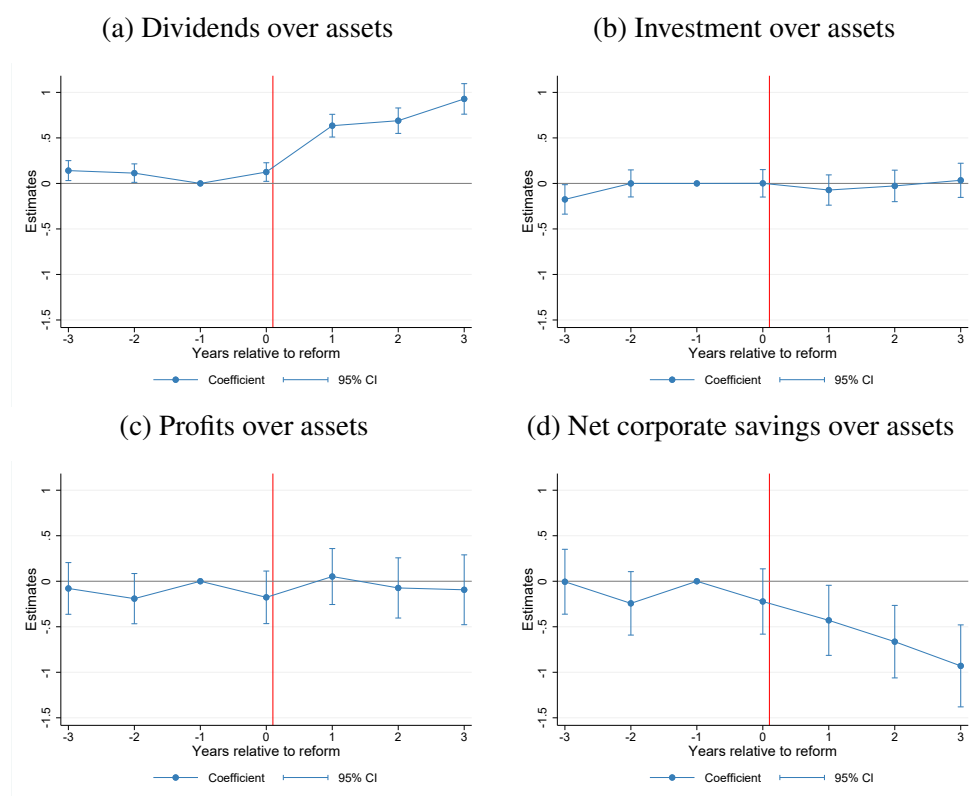 (a) Dividends over assets
Estimates
1
.5
0
-.5
-1
-1.5
-3 -2 -1 0 1 2 3
Years relative to reform
Coefficient 95% CI
(b) Investment over assets
Estimates
1
.5
0
-.5
-1
-1.5
-3 -2 -1 0 1 2 3
Years relative to reform
Coefficient 95% CI
(c) Profits over assets
Estimates
1
.5
0
-.5
-1
-1.5
-3 -2 -1 0 1 2 3
Years relative to reform
Coefficient 95% CI
(d) Net corporate savings over assets
Estimates
1
.5
0
-.5
-1
-1.5
-3 -2 -1 0 1 2 3
Years relative to reform
Coefficient 95% CI